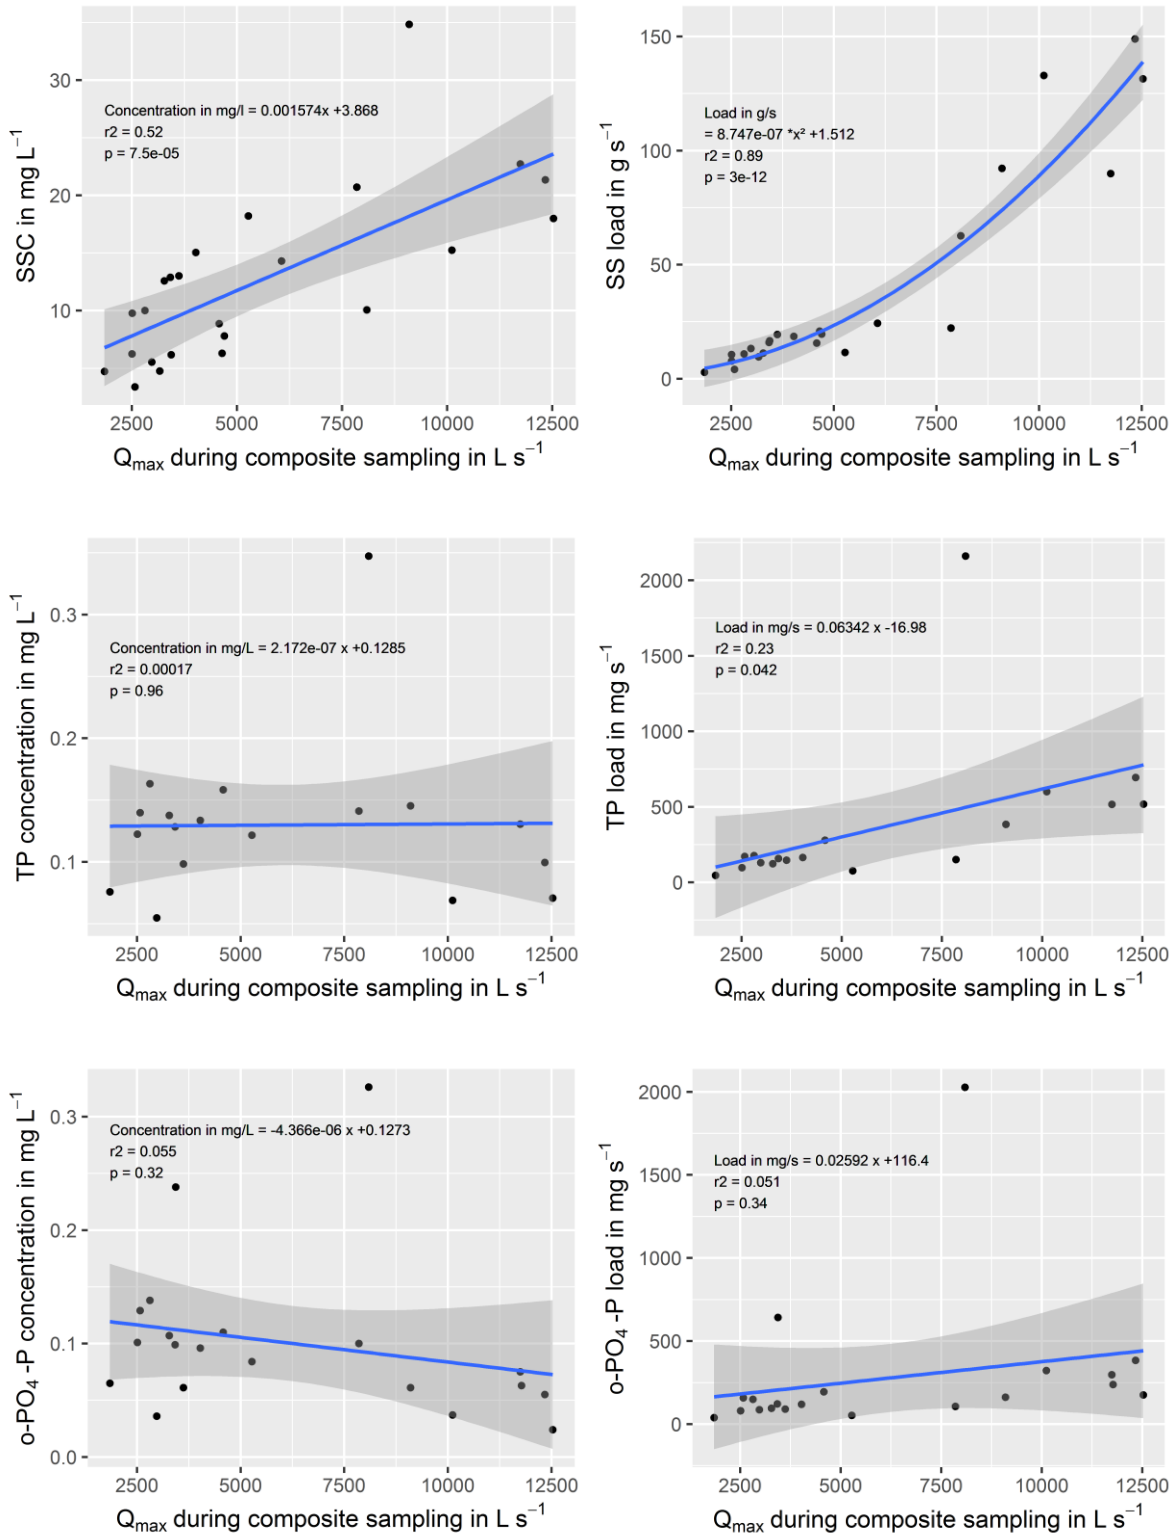 SSC in mg L⁻¹
30
20
10
Concentration in mg/l = 0.001574x +3.868
r2 = 0.52
p = 7.5e-05
2500 5000 7500 10000 12500
Qmax during composite sampling in L s⁻¹
SS load in g s⁻¹
150
100
50
0
Load in g/s
= 8.747e-07 *x² +1.512
r2 = 0.89
p = 3e-12
2500 5000 7500 10000 12500
Qmax during composite sampling in L s⁻¹
TP concentration in mg L⁻¹
0.3
0.2
0.1
Concentration in mg/L = 2.172e-07 x +0.1285
r2 = 0.00017
p = 0.96
2500 5000 7500 10000 12500
Qmax during composite sampling in L s⁻¹
TP load in mg s⁻¹
2000
1500
1000
500
0
Load in mg/s = 0.06342 x -16.98
r2 = 0.23
p = 0.042
2500 5000 7500 10000 12500
Qmax during composite sampling in L s⁻¹
o-PO₄ -P concentration in mg L⁻¹
0.3
0.2
0.1
0.0
Concentration in mg/L = -4.366e-06 x +0.1273
r2 = 0.055
p = 0.32
2500 5000 7500 10000 12500
Qmax during composite sampling in L s⁻¹
o-PO₄ -P load in mg s⁻¹
2000
1500
1000
500
0
Load in mg/s = 0.02592 x +116.4
r2 = 0.051
p = 0.34
2500 5000 7500 10000 12500
Qmax during composite sampling in L s⁻¹